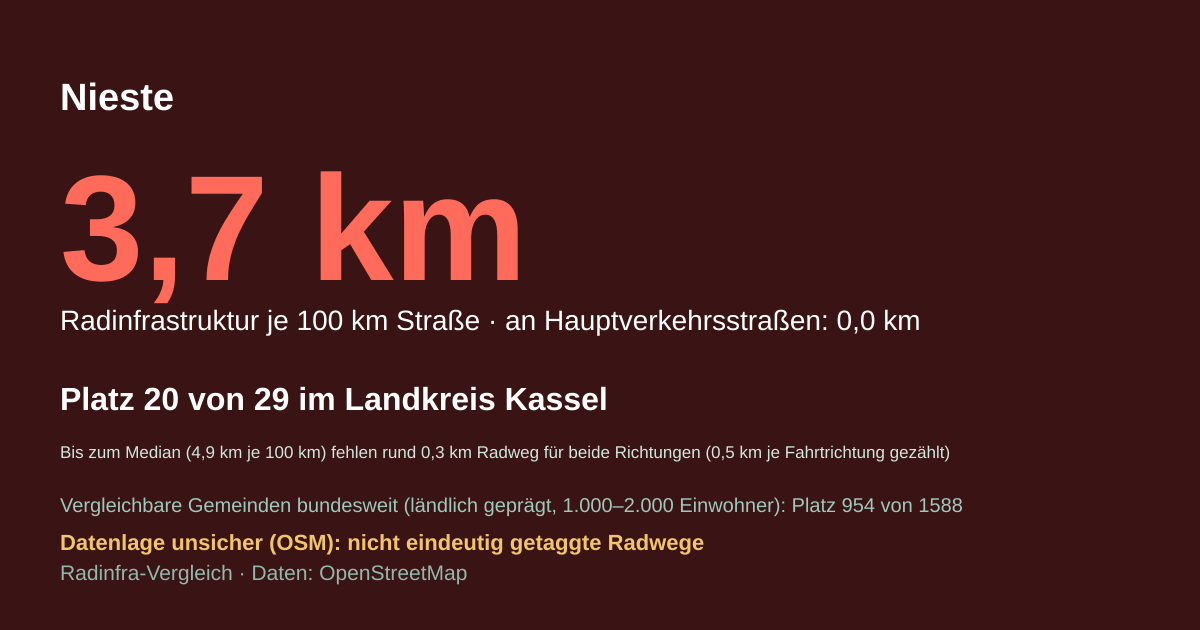 Nieste
3,7 km
Radinfrastruktur je 100 km Straße · an Hauptverkehrsstraßen: 0,0 km
Platz 20 von 29 im Landkreis Kassel
Bis zum Median (4,9 km je 100 km) fehlen rund 0,3 km Radweg für beide Richtungen (0,5 km je Fahrtrichtung gezählt)
Vergleichbare Gemeinden bundesweit (ländlich geprägt, 1.000–2.000 Einwohner): Platz 954 von 1588
Datenlage unsicher (OSM): nicht eindeutig getaggte Radwege
Radinfra-Vergleich · Daten: OpenStreetMap